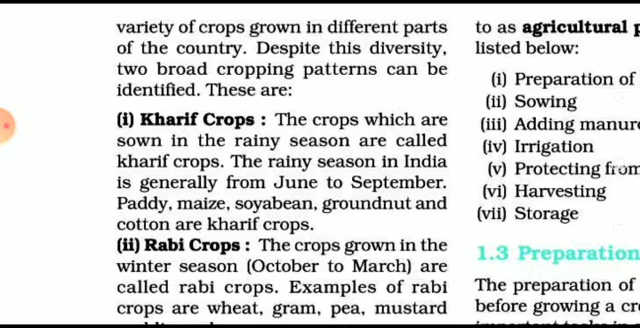 variety of crops grown in different parts
of the country. Despite this diversity,
two broad cropping patterns can be
identified. These are:
(i) Kharif Crops : The crops which are
sown in the rainy season are called
kharif crops. The rainy season in India
is generally from June to September.
Paddy, maize, soyabean, groundnut and
cotton are kharif crops.
(ii) Rabi Crops : The crops grown in the
winter season (October to March) are
called rabi crops. Examples of rabi
crops are wheat, gram, pea, mustard
to as agricultural
listed below:
(i) Preparation of
(ii) Sowing
(iii) Adding manure
(iv) Irrigation
(v) Protecting from
(vi) Harvesting
(vii) Storage
1.3 Preparation
The preparation of
before growing a